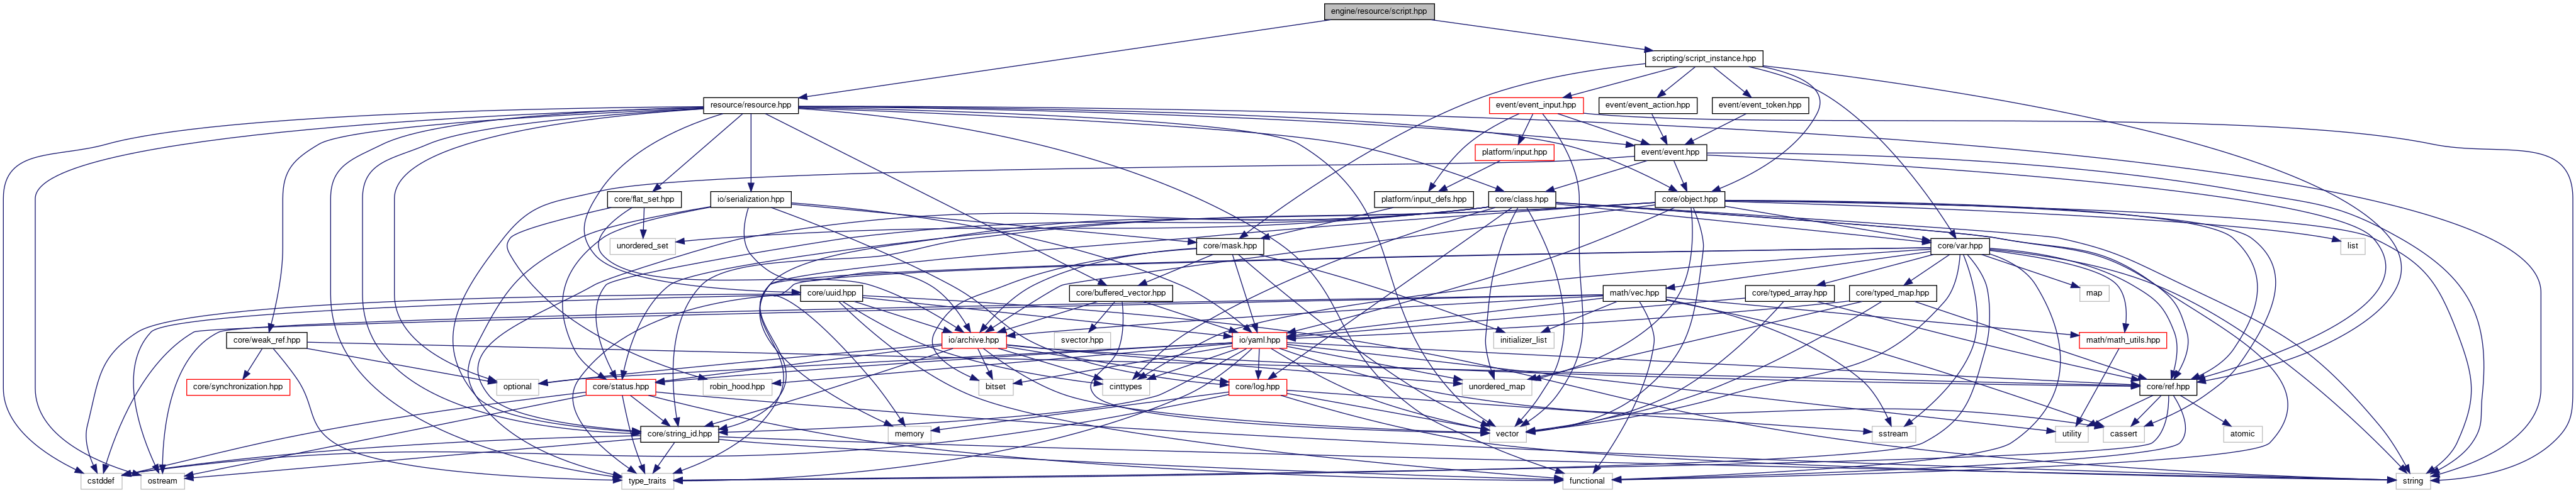 engine/resource/script.hpp
scripting/script_instance.hpp
resource/resource.hpp
event/event_input.hpp
event/event_action.hpp
event/event_token.hpp
platform/input.hpp
event/event.hpp
core/flat_set.hpp
io/serialization.hpp
platform/input_defs.hpp
core/class.hpp
core/object.hpp
unordered_set
core/mask.hpp
core/var.hpp
list
core/uuid.hpp
core/buffered_vector.hpp
math/vec.hpp
core/typed_array.hpp
core/typed_map.hpp
map
core/weak_ref.hpp
io/archive.hpp
svector.hpp
io/yaml.hpp
initializer_list
math/math_utils.hpp
core/synchronization.hpp
optional
core/status.hpp
robin_hood.hpp
bitset
cinttypes
core/log.hpp
unordered_map
core/ref.hpp
core/string_id.hpp
memory
vector
sstream
utility
cassert
atomic
cstddef
ostream
type_traits
functional
string